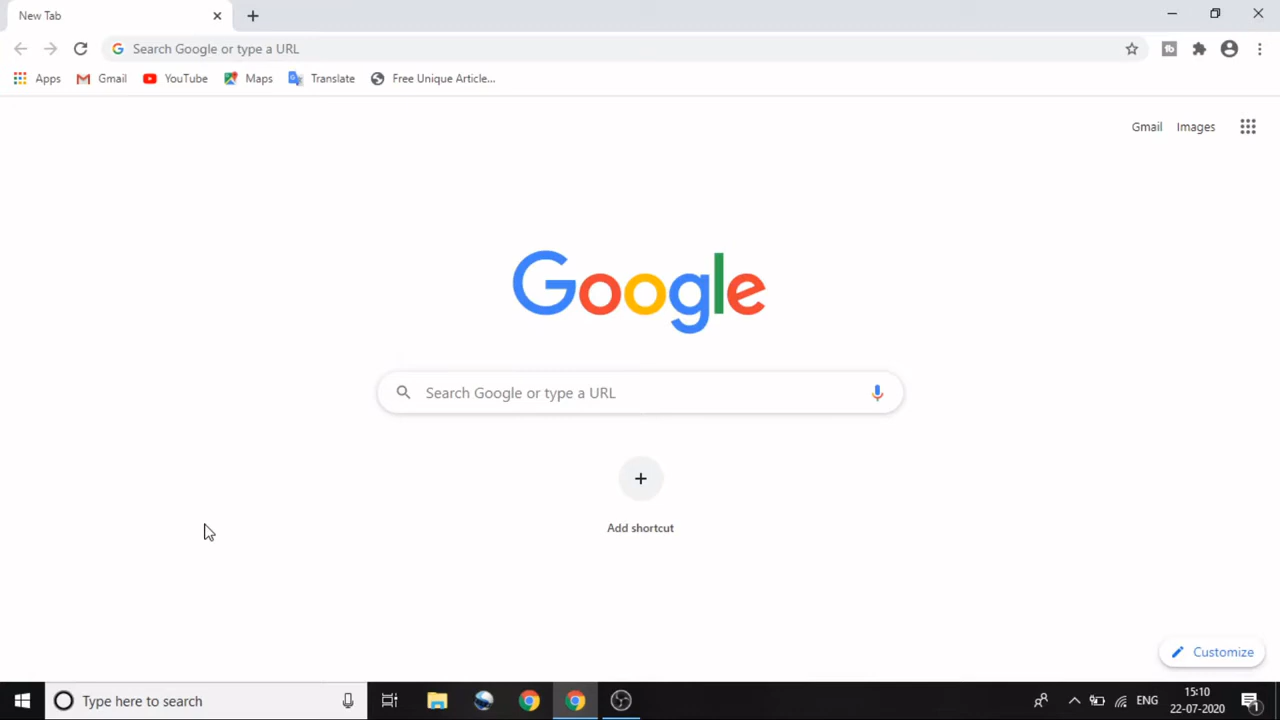 New Tab
Search Google or type a URL
Apps Gmail YouTube Maps Translate Free Unique Article...
Gmail Images
Google
Search Google or type a URL
Add shortcut
Customize
Type here to search
ENG
15:10
22-07-2020
1